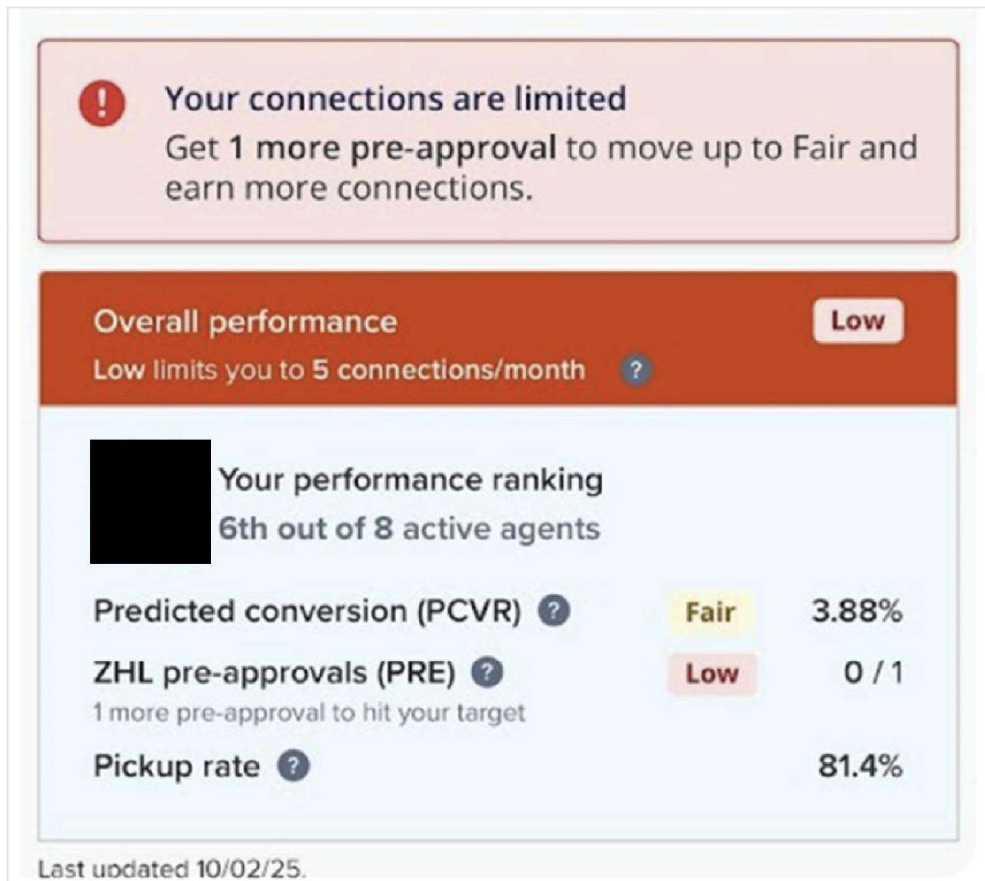 Your connections are limited
Get 1 more pre-approval to move up to Fair and
earn more connections.
Overall performance
Low
Low limits you to 5 connections/month ?
Your performance ranking
6th out of 8 active agents
Predicted conversion (PCVR) ? Fair 3.88%
ZHL pre-approvals (PRE) ? Low 0 / 1
1 more pre-approval to hit your target
Pickup rate ? 81.4%
Last updated 10/02/25.